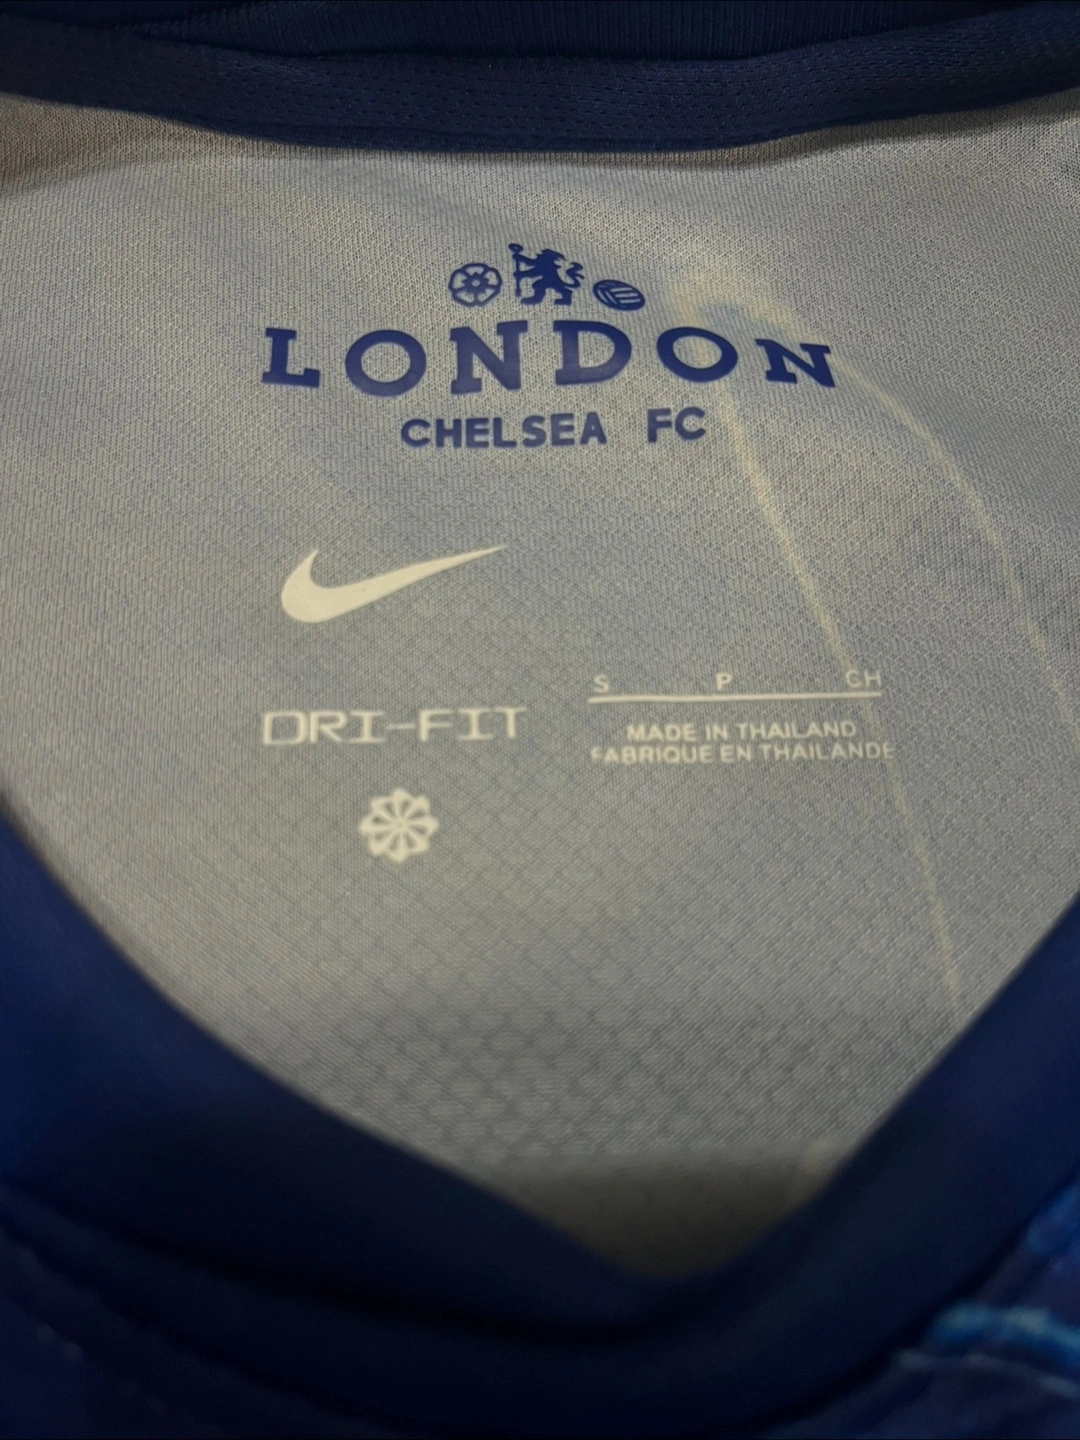 LONDON
CHELSEA FC
S P CH
DRI-FIT
MADE IN THAILAND
FABRIQUE EN THAILANDE